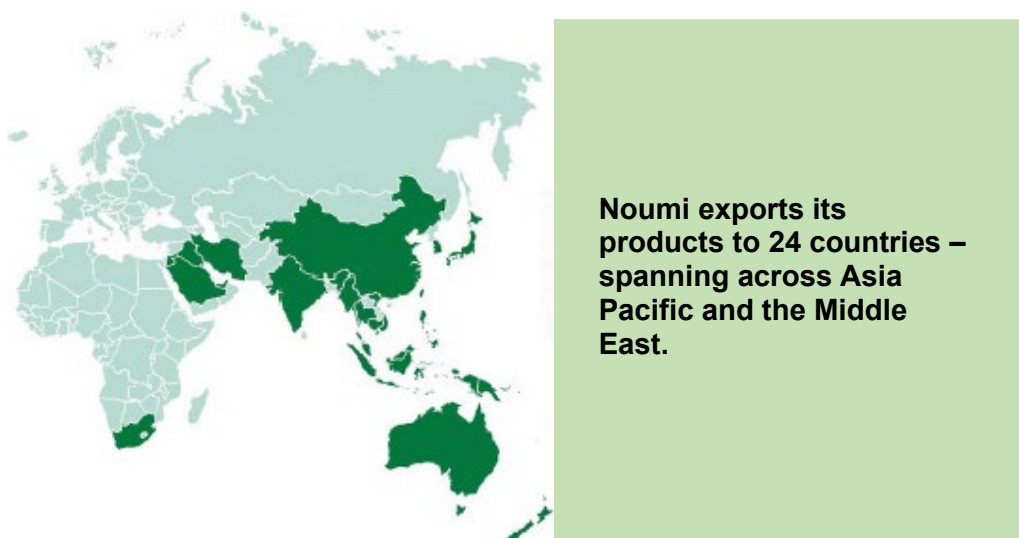 Noumi exports its
products to 24 countries –
spanning across Asia
Pacific and the Middle
East.